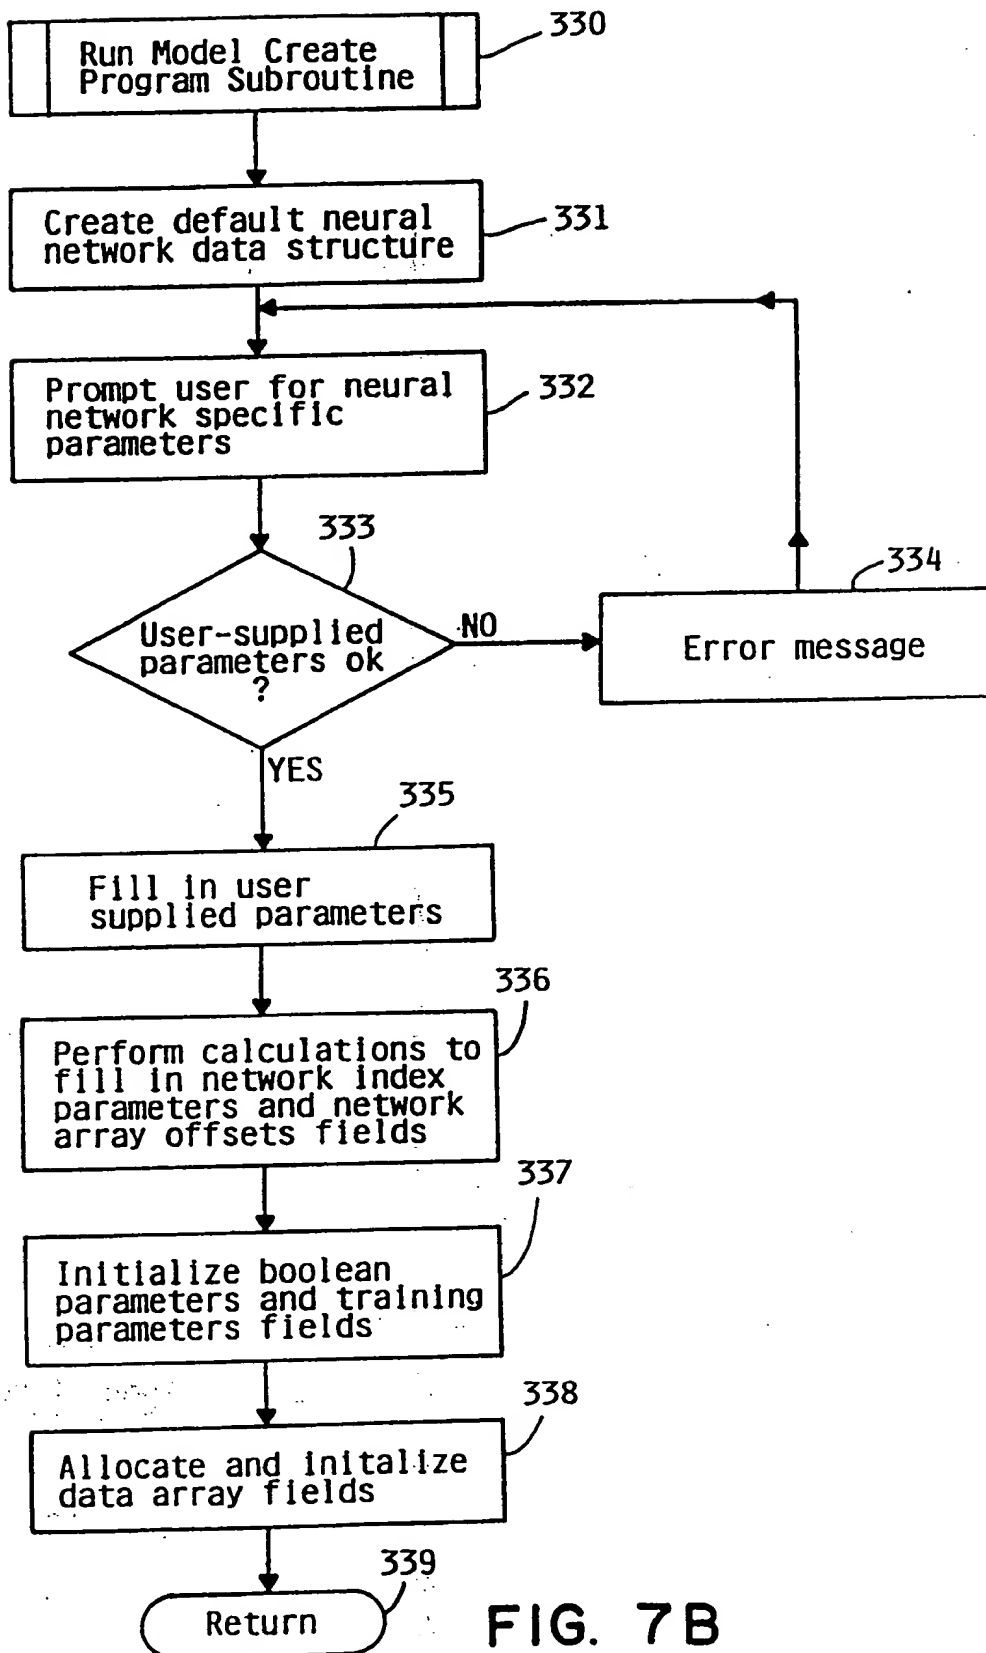 330
Run Model Create
Program Subroutine
331
Create default neural
network data structure
332
Prompt user for neural
network specific
parameters
333
User-supplied
parameters ok
?
NO
334
Error message
YES
335
Fill in user
supplied parameters
336
Perform calculations to
fill in network index
parameters and network
array offsets fields
337
Initialize boolean
parameters and training
parameters fields
338
Allocate and initalize
data array fields
339
Return
FIG. 7B